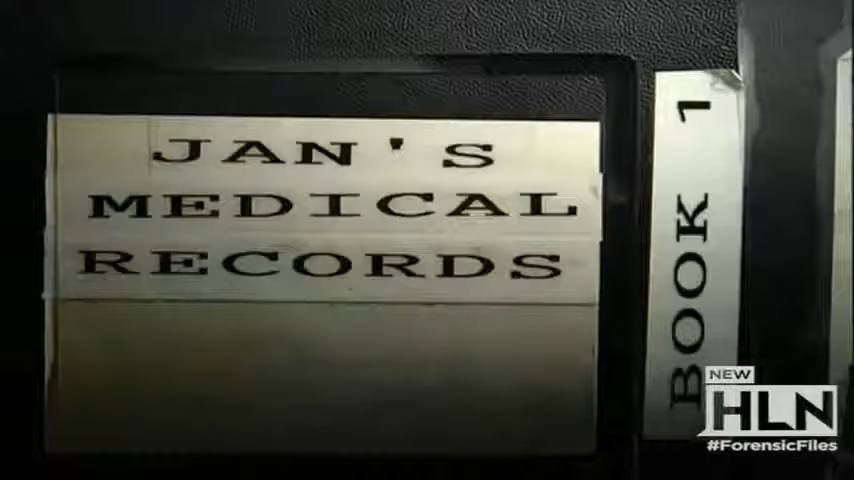 JAN'S
MEDICAL
RECORDS
BOOK 1
NEW
HLN
#ForensicFiles